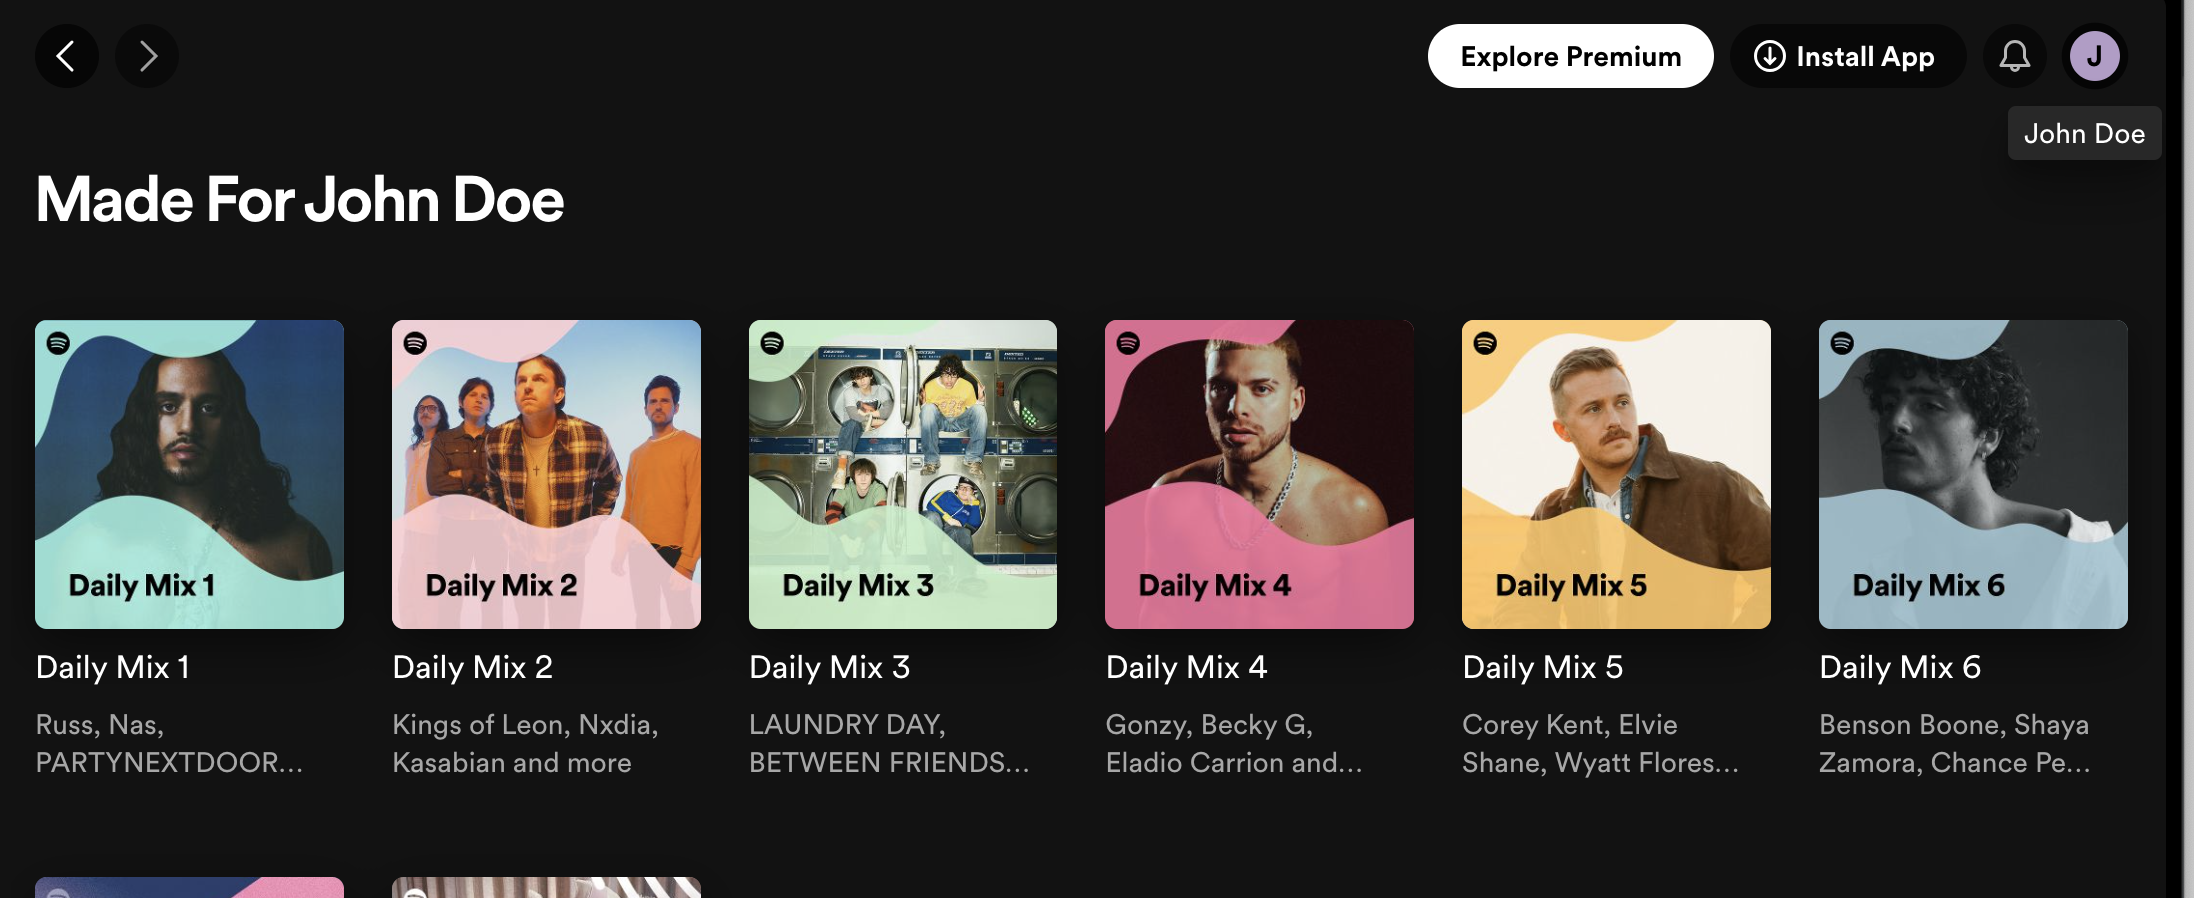 Explore Premium
Install App
J
John Doe
Made For John Doe
Daily Mix 1
Daily Mix 2
Daily Mix 3
Daily Mix 4
Daily Mix 5
Daily Mix 6
Daily Mix 1
Russ, Nas,
PARTYNEXTDOOR...
Daily Mix 2
Kings of Leon, Nxdia,
Kasabian and more
Daily Mix 3
LAUNDRY DAY,
BETWEEN FRIENDS...
Daily Mix 4
Gonzy, Becky G,
Eladio Carrion and...
Daily Mix 5
Corey Kent, Elvie
Shane, Wyatt Flores...
Daily Mix 6
Benson Boone, Shaya
Zamora, Chance Pe...